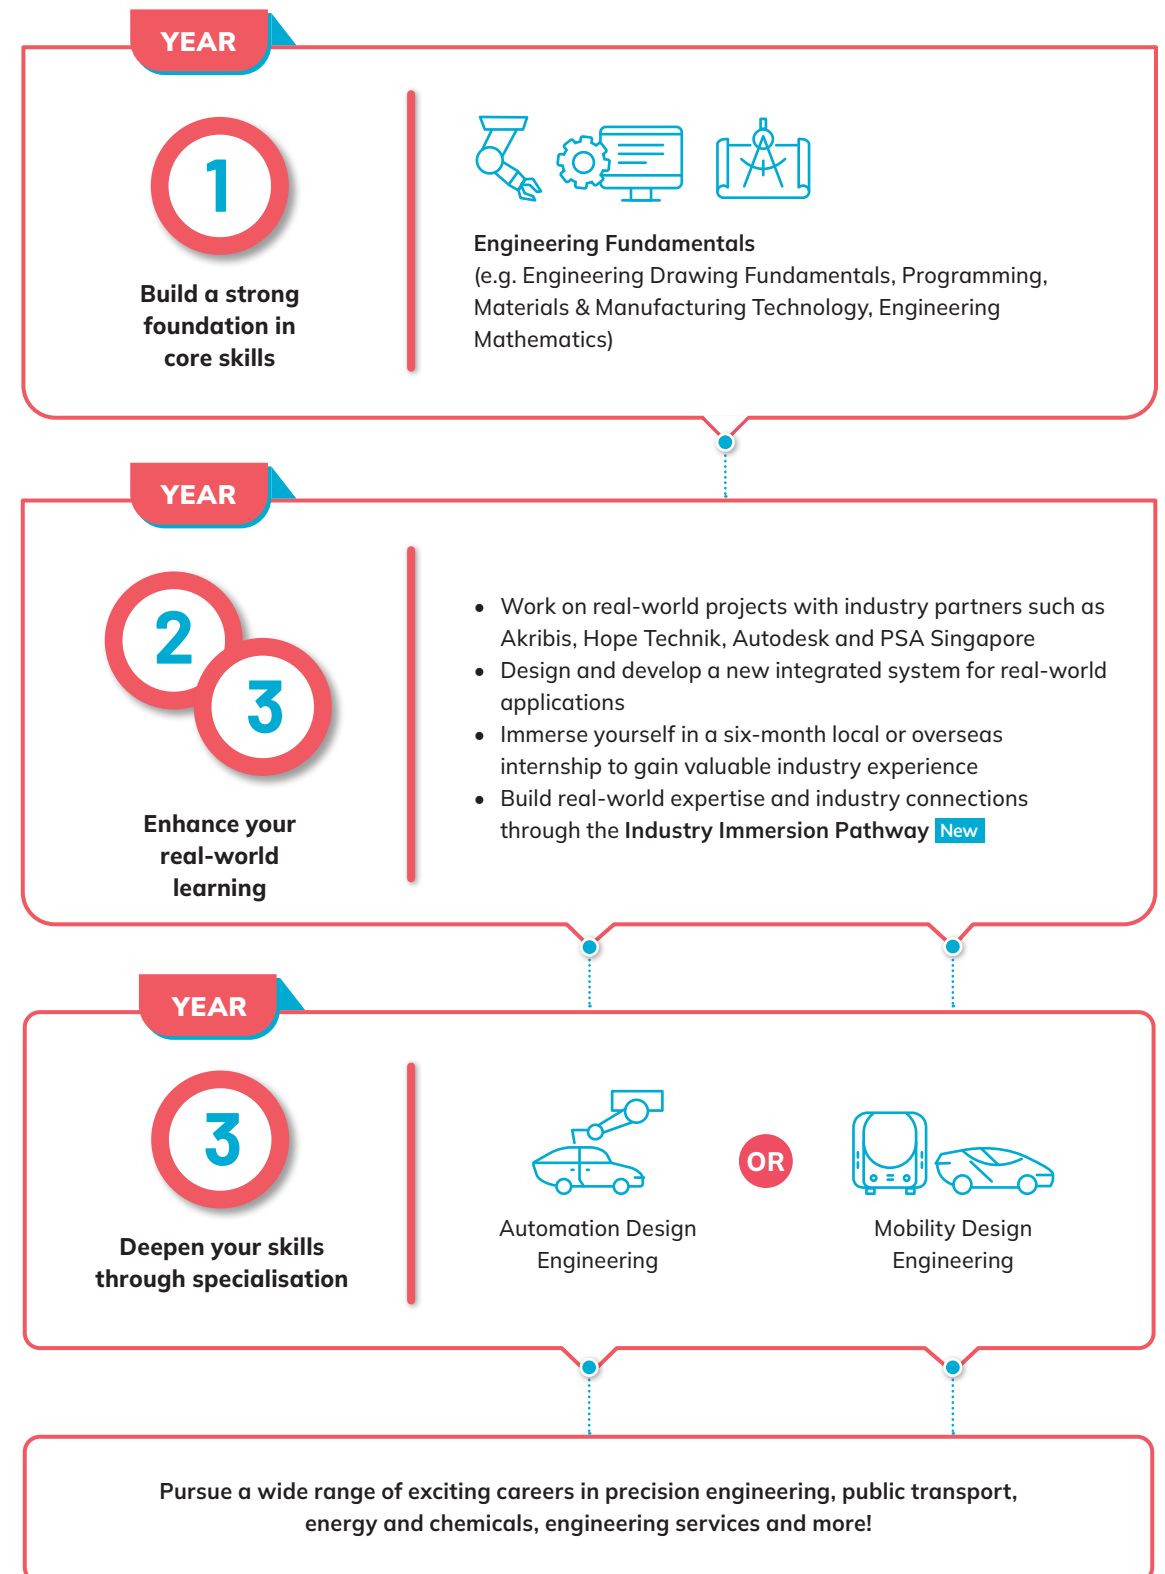 YEAR
1
Build a strong
foundation in
core skills
Engineering Fundamentals
(e.g. Engineering Drawing Fundamentals, Programming,
Materials & Manufacturing Technology, Engineering
Mathematics)
YEAR
2
3
Enhance your
real-world
learning
• Work on real-world projects with industry partners such as
Akribis, Hope Technik, Autodesk and PSA Singapore
• Design and develop a new integrated system for real-world
applications
• Immerse yourself in a six-month local or overseas
internship to gain valuable industry experience
• Build real-world expertise and industry connections
through the Industry Immersion Pathway New
YEAR
3
Deepen your skills
through specialisation
Automation Design
Engineering
OR
Mobility Design
Engineering
Pursue a wide range of exciting careers in precision engineering, public transport,
energy and chemicals, engineering services and more!